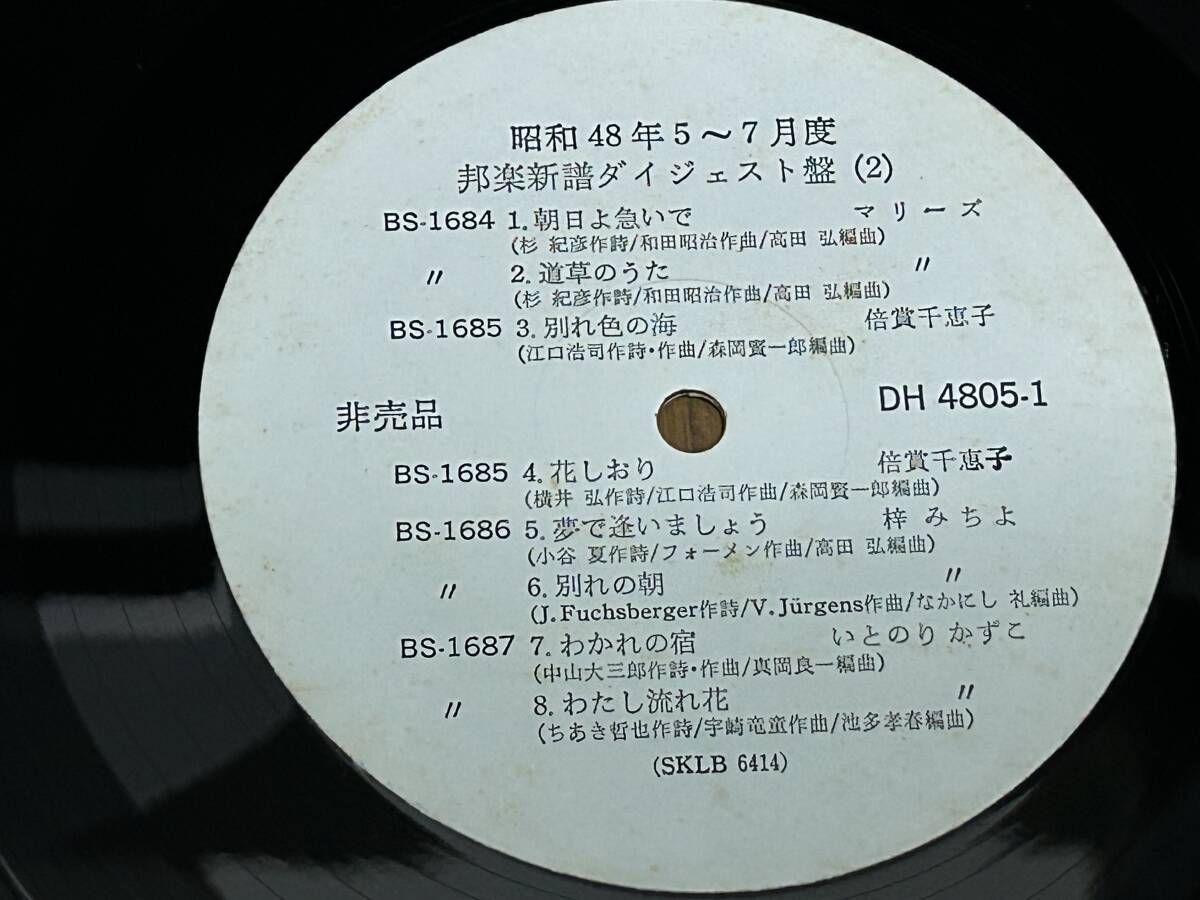 昭和48年5～7月度
邦楽新譜ダイジェスト盤 (2)
BS-1684 1. 朝日よ急いで マリーズ
(杉 紀彦作詩/和田昭治作曲/高田 弘編曲)
〃 2. 道草のうた 〃
(杉 紀彦作詩/和田昭治作曲/高田 弘編曲)
BS-1685 3. 別れ色の海 倍賞千恵子
(江口浩司作詩・作曲/森岡賢一郎編曲)
非売品 DH 4805-1
BS-1685 4. 花しおり 倍賞千恵子
(横井 弘作詩/江口浩司作曲/森岡賢一郎編曲)
BS-1686 5. 夢で逢いましょう 梓みちよ
(小谷 夏作詩/フォーメン作曲/高田 弘編曲)
〃 6. 別れの朝 〃
(J.Fuchsberger作詩/V.Jürgens作曲/なかにし 礼編曲)
BS-1687 7. わかれの宿 いとのりかずこ
(中山大三郎作詩・作曲/真岡良一編曲)
〃 8. わたし流れ花 〃
(ちあき哲也作詩/宇崎竜童作曲/池多孝春編曲)
(SKLB 6414)